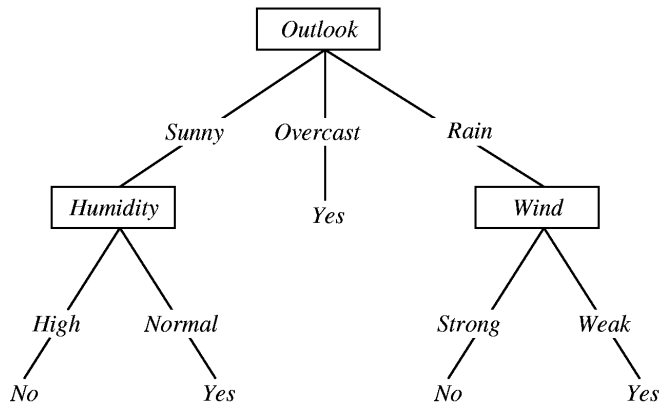 Outlook
Sunny Overcast Rain
Humidity Yes Wind
High Normal Strong Weak
No Yes No Yes